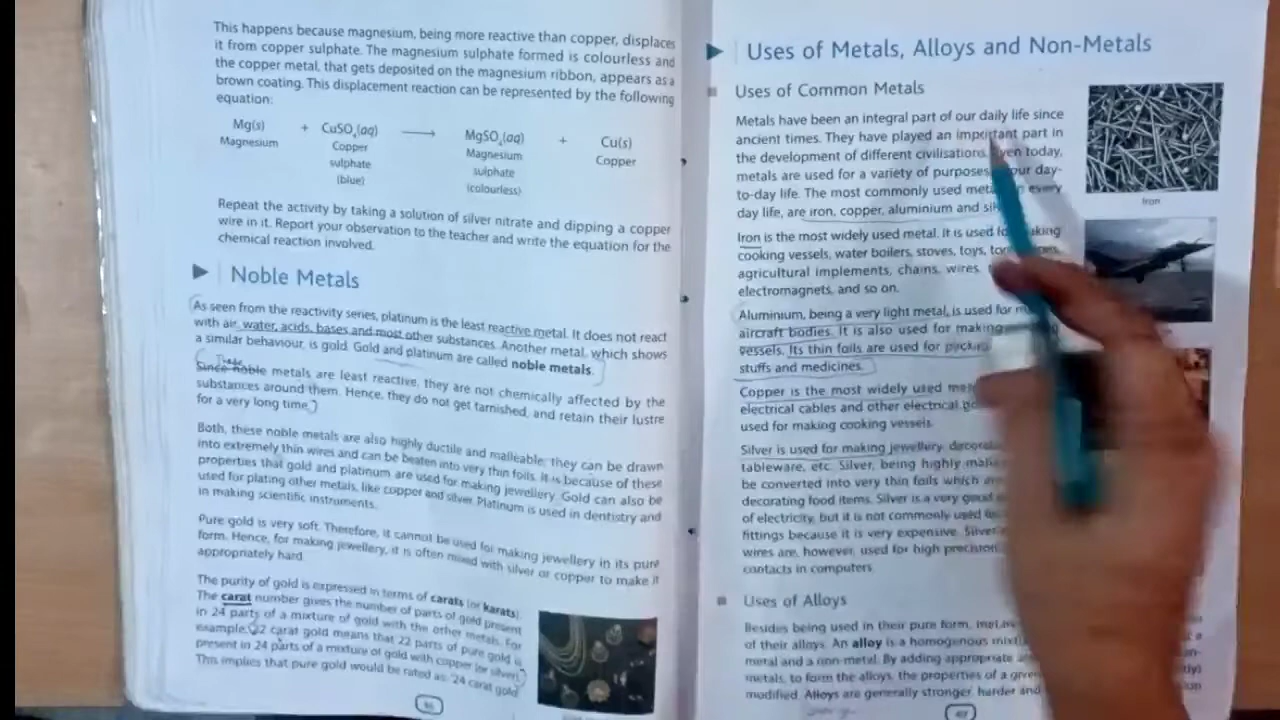 This happens because magnesium, being more reactive than copper, displaces
it from copper sulphate. The magnesium sulphate formed is colourless and
the copper metal, that gets deposited on the magnesium ribbon, appears as a
brown coating. This displacement reaction can be represented by the following
equation:
Mg(s) + CuSO₄(aq) ⟶ MgSO₄(aq) + Cu(s)
Magnesium Copper Magnesium Copper
sulphate sulphate
(blue) (colourless)
Repeat the activity by taking a solution of silver nitrate and dipping a copper
wire in it. Report your observation to the teacher and write the equation for the
chemical reaction involved.
Noble Metals
As seen from the reactivity series, platinum is the least reactive metal. It does not react
with air, water, acids, bases and most other substances. Another metal, which shows
a similar behaviour, is gold. Gold and platinum are called noble metals.
Since noble metals are least reactive, they are not chemically affected by the
substances around them. Hence, they do not get tarnished, and retain their lustre
for a very long time.
Both, these noble metals are also highly ductile and malleable; they can be drawn
into extremely thin wires and can be beaten into very thin foils. It is because of these
properties that gold and platinum are used for making jewellery. Gold can also be
used for plating other metals, like copper and silver. Platinum is used in dentistry and
in making scientific instruments.
Pure gold is very soft. Therefore, it cannot be used for making jewellery in its pure
form. Hence, for making jewellery, it is often mixed with silver or copper to make it
appropriately hard.
The purity of gold is expressed in terms of carats (or karats).
The carat number gives the number of parts of gold present
in 24 parts of a mixture of gold with the other metals. For
example, 22 carat gold means that 22 parts of pure gold is
present in 24 parts of a mixture of gold with copper (or silver).
This implies that pure gold would be rated as '24 carat gold
Uses of Metals, Alloys and Non-Metals
Uses of Common Metals
Metals have been an integral part of our daily life since
ancient times. They have played an important part in
the development of different civilisations. Even today,
metals are used for a variety of purposes our day-
to-day life. The most commonly used every
day life, are iron, copper, aluminium and
Iron
Iron is the most widely used metal. It is used for making
cooking vessels, water boilers, stoves, toys,
agricultural implements, chains, wires,
electromagnets, and so on.
Aluminium, being a very light metal, is used for
aircraft bodies. It is also used for making
vessels. Its thin foils are used for
stuffs and medicines.
Copper is the most widely used
electrical cables and other electrical
used for making cooking vessels.
Silver is used for making jewellery,
tableware, etc. Silver, being highly
be converted into very thin foils which
decorating food items. Silver is a very good
of electricity, but it is not commonly used
fittings because it is very expensive. Silver
wires are, however, used for high precision
contacts in computers.
Uses of Alloys
Besides being used in their pure form,
of their alloys. An alloy is a homogenous a
metal and a non-metal. By adding appropriate
metals, to form the alloys, the properties of a
modified. Alloys are generally stronger, harder and